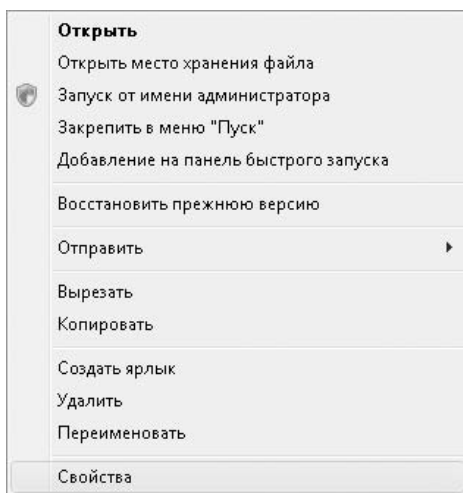 Открыть
Открыть место хранения файла
Запуск от имени администратора
Закрепить в меню "Пуск"
Добавление на панель быстрого запуска
Восстановить прежнюю версию
Отправить
Вырезать
Копировать
Создать ярлык
Удалить
Переименовать
Свойства